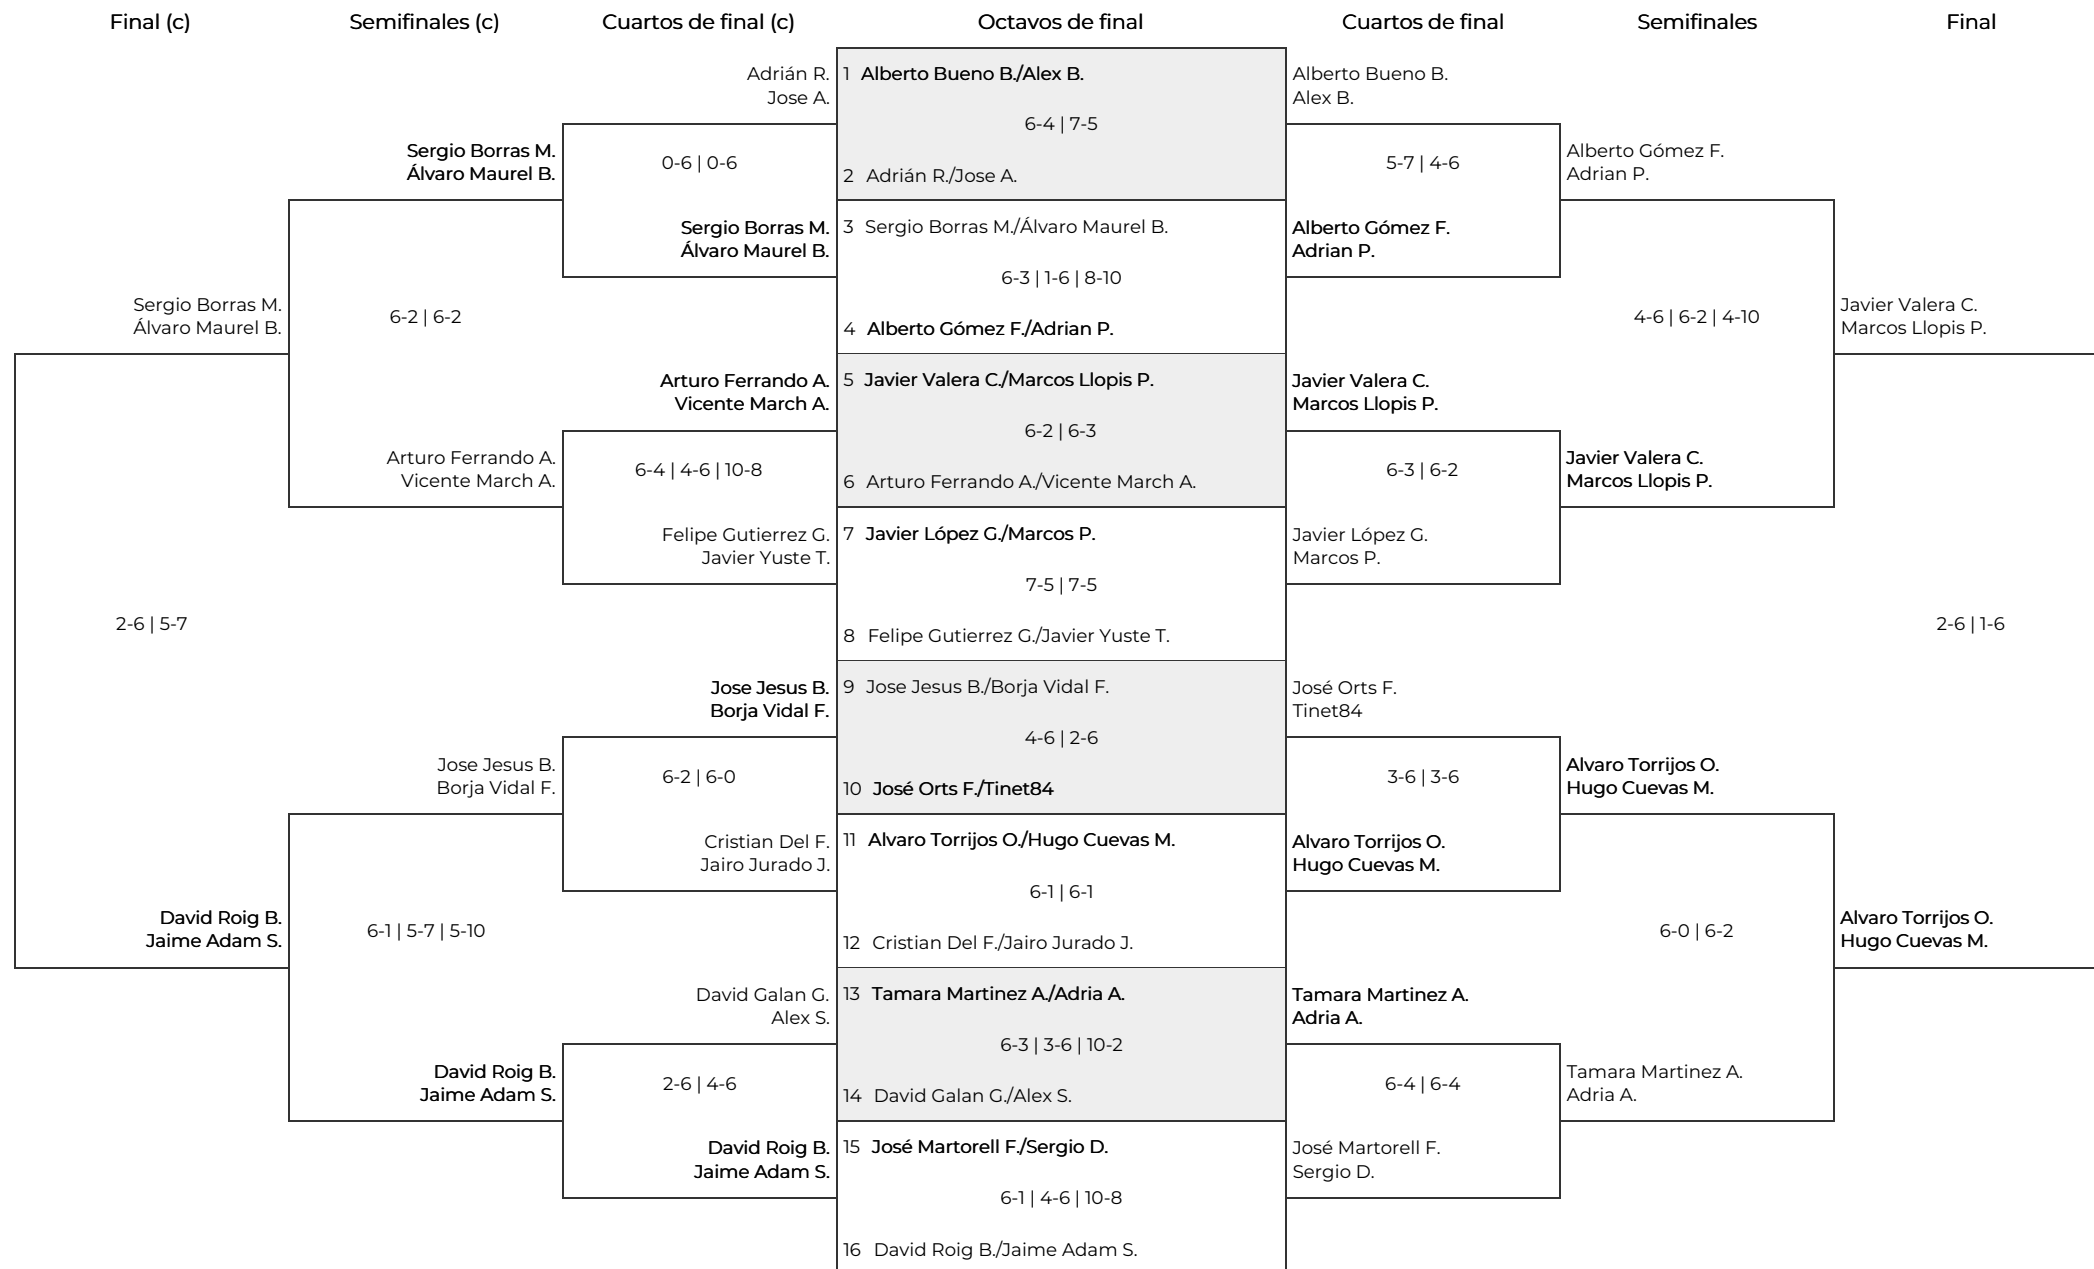 Final (c)
Semifinales (c)
Cuartos de final (c)
Octavos de final
Cuartos de final
Semifinales
Final
Sergio Borras M.
Álvaro Maurel B.
2-6 | 5-7
David Roig B.
Jaime Adam S.
Sergio Borras M.
Álvaro Maurel B.
6-2 | 6-2
Arturo Ferrando A.
Vicente March A.
Jose Jesus B.
Borja Vidal F.
6-1 | 5-7 | 5-10
David Roig B.
Jaime Adam S.
Adrián R.
Jose A.
0-6 | 0-6
Sergio Borras M.
Álvaro Maurel B.
Arturo Ferrando A.
Vicente March A.
6-4 | 4-6 | 10-8
Felipe Gutierrez G.
Javier Yuste T.
Jose Jesus B.
Borja Vidal F.
6-2 | 6-0
Cristian Del F.
Jairo Jurado J.
David Galan G.
Alex S.
2-6 | 4-6
David Roig B.
Jaime Adam S.
1 Alberto Bueno B./Alex B.
6-4 | 7-5
2 Adrián R./Jose A.
3 Sergio Borras M./Álvaro Maurel B.
6-3 | 1-6 | 8-10
4 Alberto Gómez F./Adrian P.
5 Javier Valera C./Marcos Llopis P.
6-2 | 6-3
6 Arturo Ferrando A./Vicente March A.
7 Javier López G./Marcos P.
7-5 | 7-5
8 Felipe Gutierrez G./Javier Yuste T.
9 Jose Jesus B./Borja Vidal F.
4-6 | 2-6
10 José Orts F./Tinet84
11 Alvaro Torrijos O./Hugo Cuevas M.
6-1 | 6-1
12 Cristian Del F./Jairo Jurado J.
13 Tamara Martinez A./Adria A.
6-3 | 3-6 | 10-2
14 David Galan G./Alex S.
15 José Martorell F./Sergio D.
6-1 | 4-6 | 10-8
16 David Roig B./Jaime Adam S.
Alberto Bueno B.
Alex B.
5-7 | 4-6
Alberto Gómez F.
Adrian P.
Javier Valera C.
Marcos Llopis P.
6-3 | 6-2
Javier López G.
Marcos P.
José Orts F.
Tinet84
3-6 | 3-6
Alvaro Torrijos O.
Hugo Cuevas M.
Tamara Martinez A.
Adria A.
6-4 | 6-4
José Martorell F.
Sergio D.
Alberto Gómez F.
Adrian P.
4-6 | 6-2 | 4-10
Javier Valera C.
Marcos Llopis P.
Alvaro Torrijos O.
Hugo Cuevas M.
6-0 | 6-2
Tamara Martinez A.
Adria A.
Javier Valera C.
Marcos Llopis P.
2-6 | 1-6
Alvaro Torrijos O.
Hugo Cuevas M.